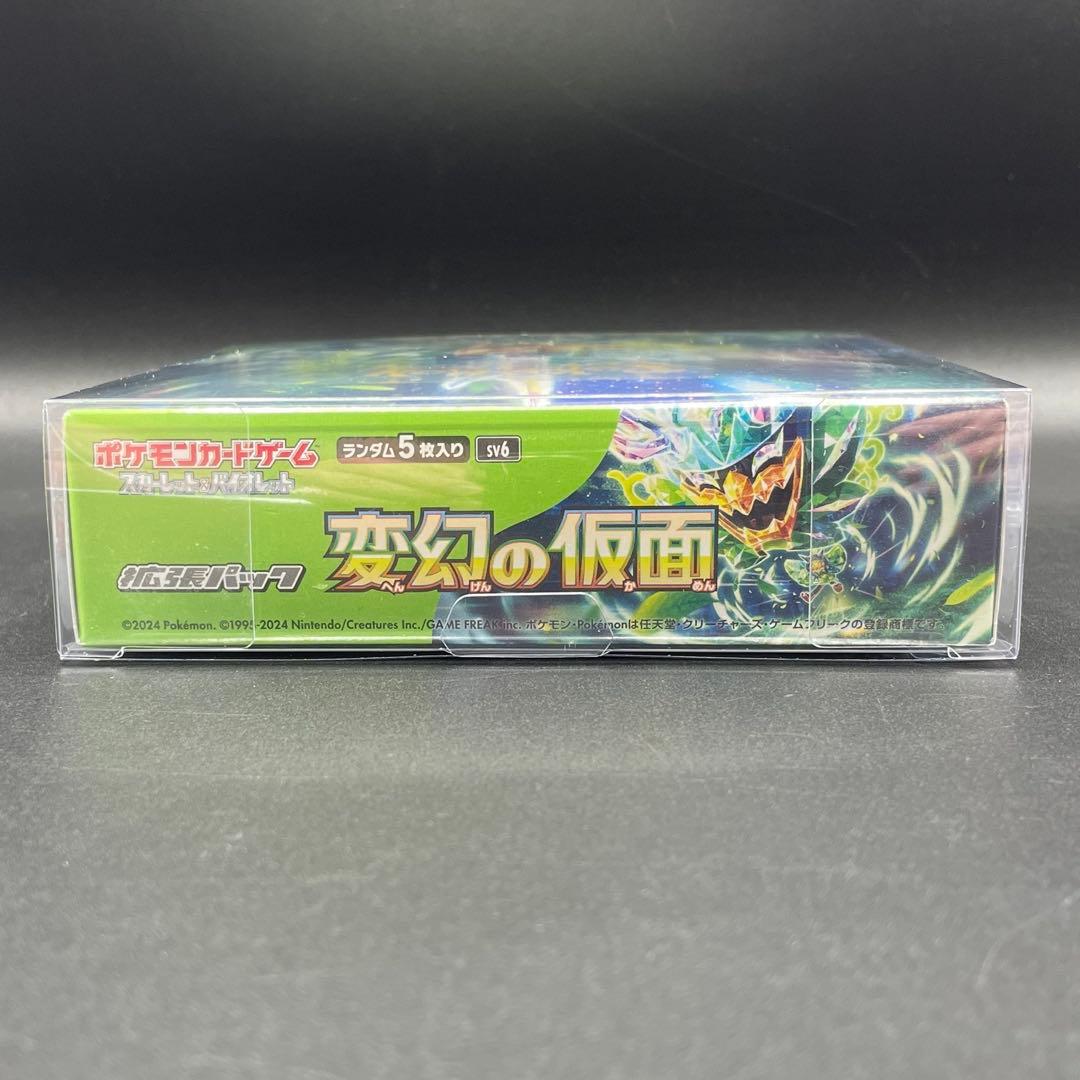 ポケモンカードゲーム
スカーレット&バイオレット
ランダム5枚入り
SV6
変幻の仮面
へん げん か めん
拡張パック
©2024 Pokémon. ©1995-2024 Nintendo/Creatures Inc./GAME FREAK inc. ポケモン・Pokémonは任天堂・クリーチャーズ・ゲームフリークの登録商標です。